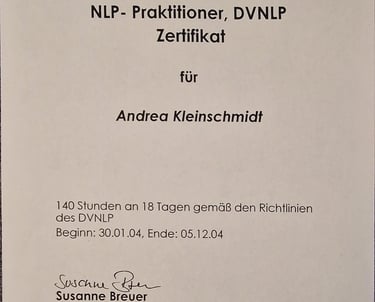 NLP- Praktitioner, DVNLP
Zertifikat
für
Andrea Kleinschmidt
140 Stunden an 18 Tagen gemäß den Richtlinien
des DVNLP
Beginn: 30.01.04, Ende: 05.12.04
Susanne Breuer